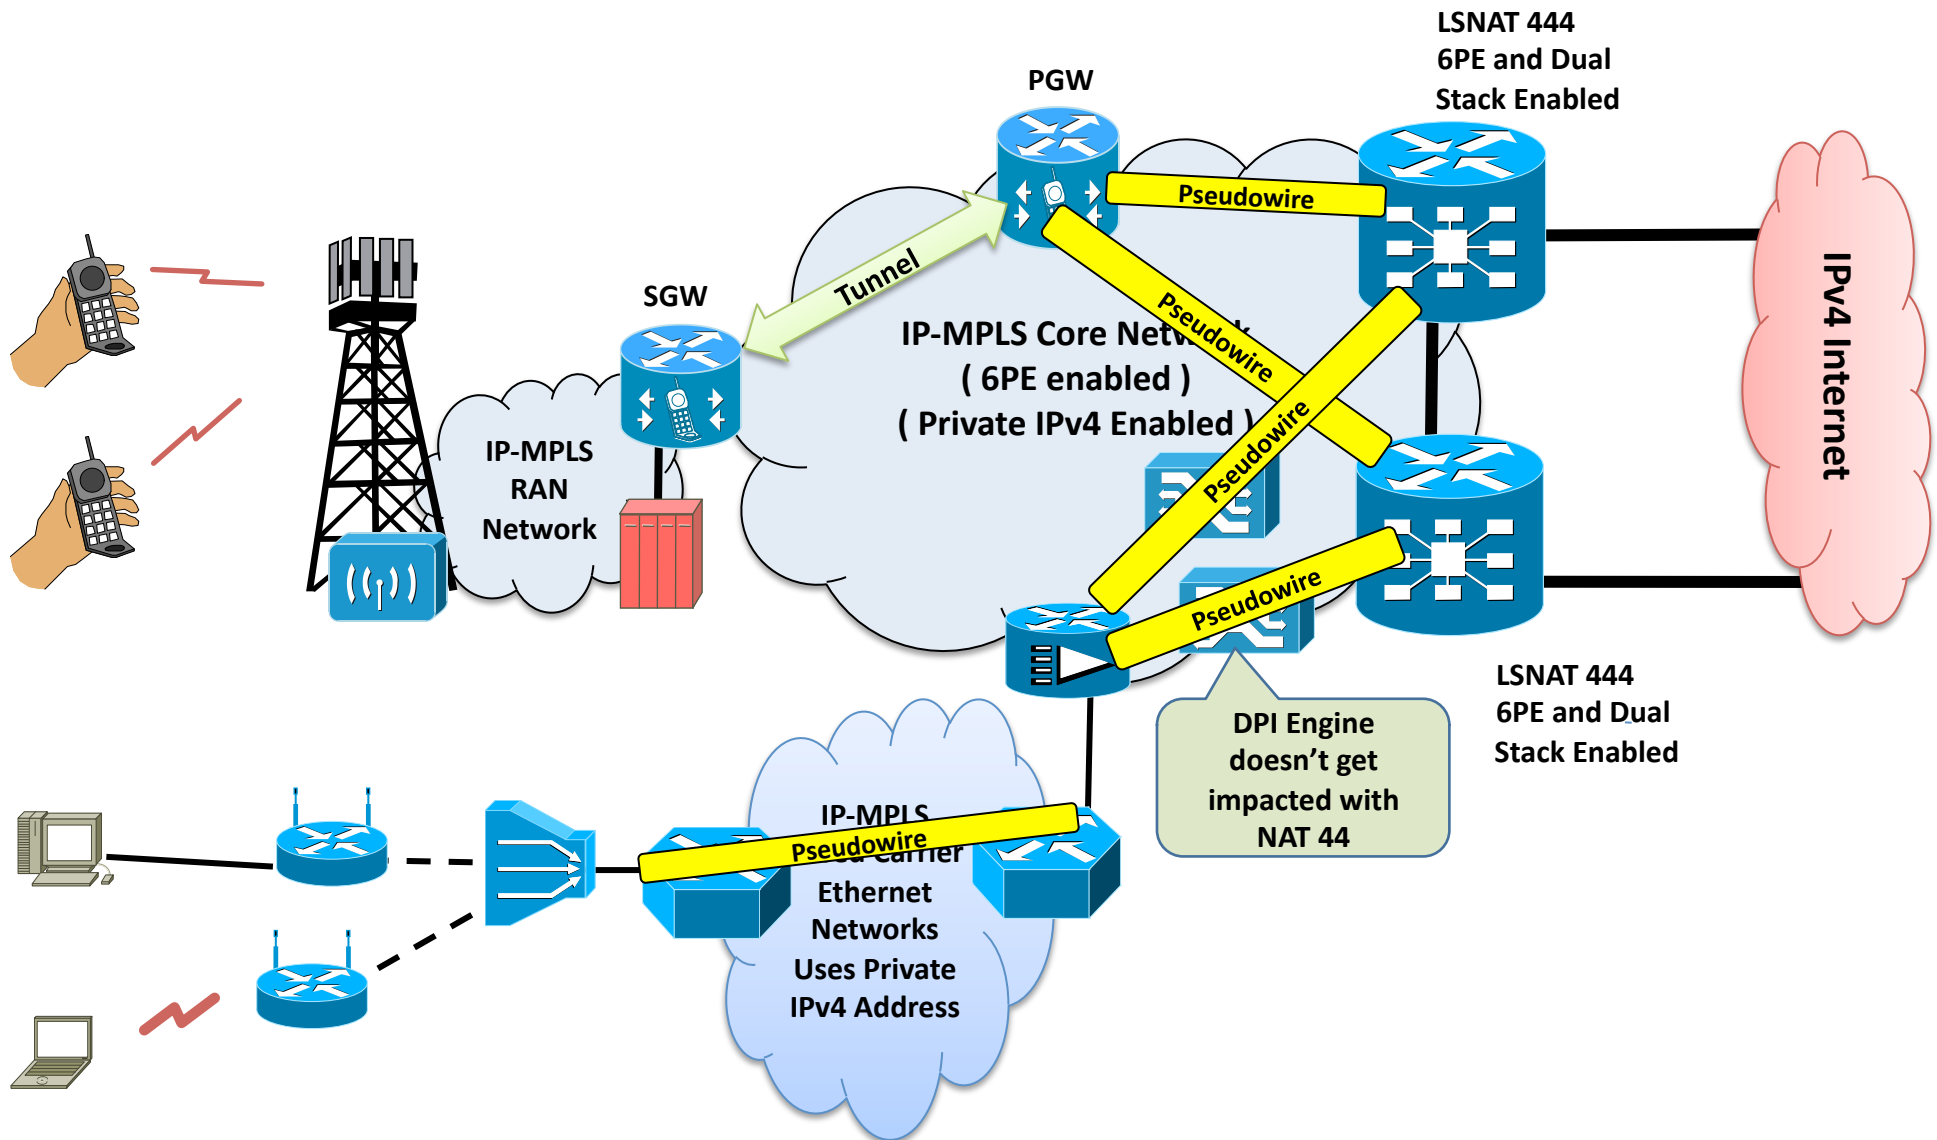 LSNAT 444
6PE and Dual
Stack Enabled
PGW
Pseudowire
Tunnel
SGW
Pseudowire
IP-MPLS Core Network
( 6PE enabled )
( Private IPv4 Enabled )
Pseudowire
IPv4 Internet
IP-MPLS
RAN
Network
Pseudowire
LSNAT 444
6PE and Dual
Stack Enabled
DPI Engine
doesn’t get
impacted with
NAT 44
IP-MPLS
Pseudowire
Carrier
Ethernet
Networks
Uses Private
IPv4 Address